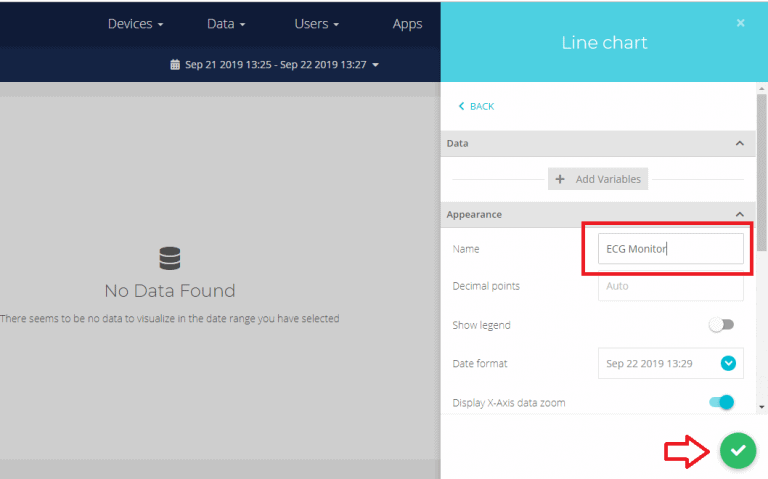 Devices Data Users Apps
Sep 21 2019 13:25 - Sep 22 2019 13:27
No Data Found
There seems to be no data to visualize in the date range you have selected
Line chart
BACK
Data
Add Variables
Appearance
Name ECG Monitor
Decimal points Auto
Show legend
Date format Sep 22 2019 13:29
Display X-Axis data zoom